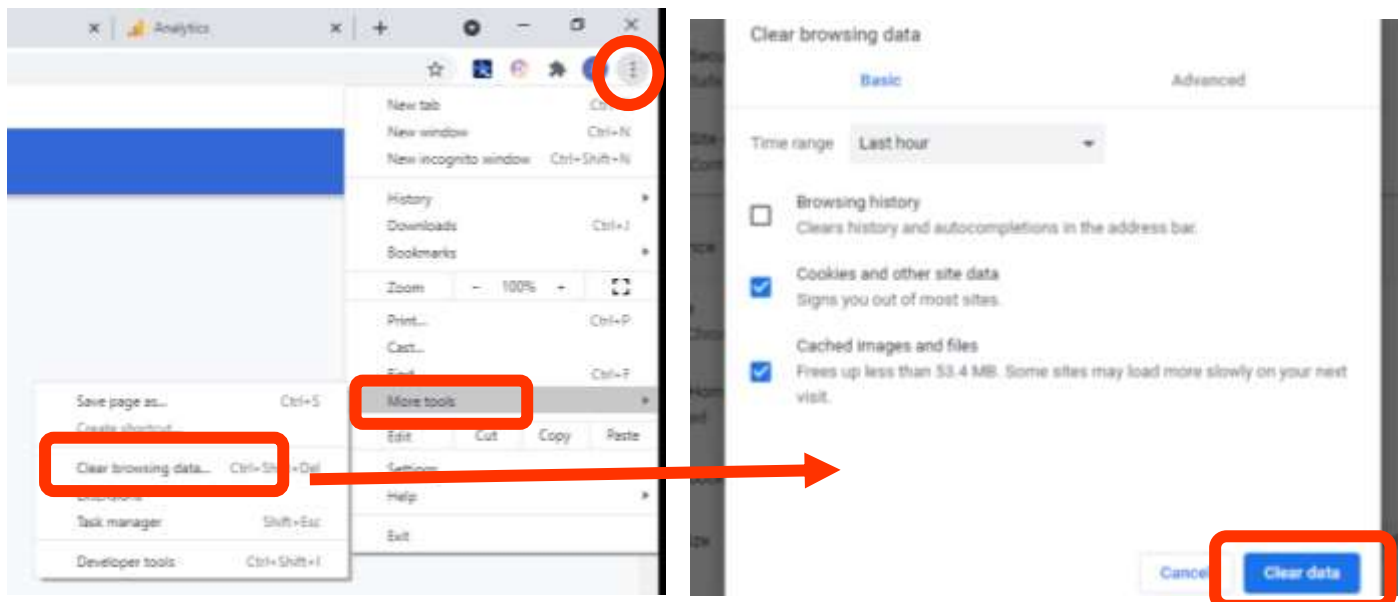 Analytics
New tab
New window Ctrl+N
New incognito window Ctrl+Shift+N
History
Downloads Ctrl+J
Bookmarks
Zoom - 100% +
Print... Ctrl+P
Cast...
Ctrl+F
More tools
Edit Cut Copy Paste
Settings
Help
Exit
Save page as... Ctrl+S
Create shortcut...
Clear browsing data...
Task manager Shift+Esc
Developer tools Ctrl+Shift+I
Clear browsing data
Basic Advanced
Time range Last hour
Browsing history
Clears history and autocompletions in the address bar.
Cookies and other site data
Signs you out of most sites.
Cached images and files
Frees up less than 53.4 MB. Some sites may load more slowly on your next
visit.
Cancel Clear data